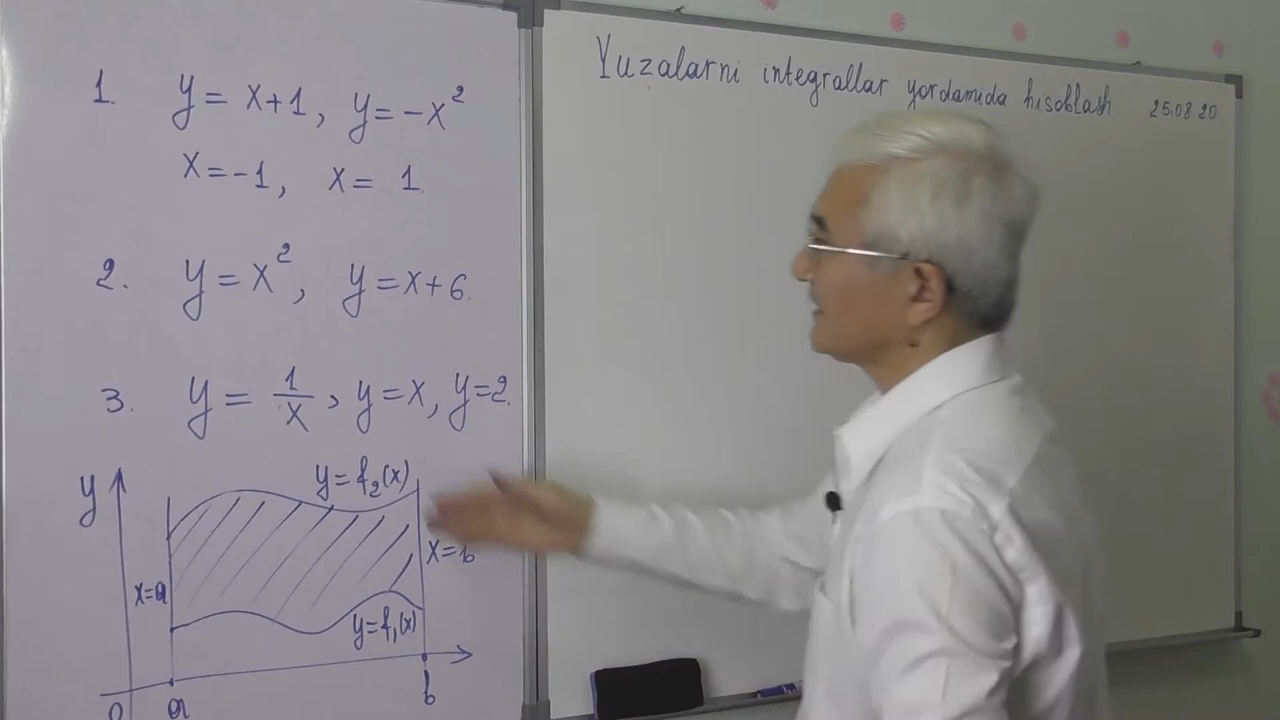 1. y = x+1, y = -x²
x = -1, x = 1.
2. y = x², y = x+6.
3. y = 1/x, y = x, y = 2.
y
y = f₂(x)
x = a
x = b
y = f₁(x)
0 a b
Yuzalarni integrallar yordamida hisoblash 25.08.20